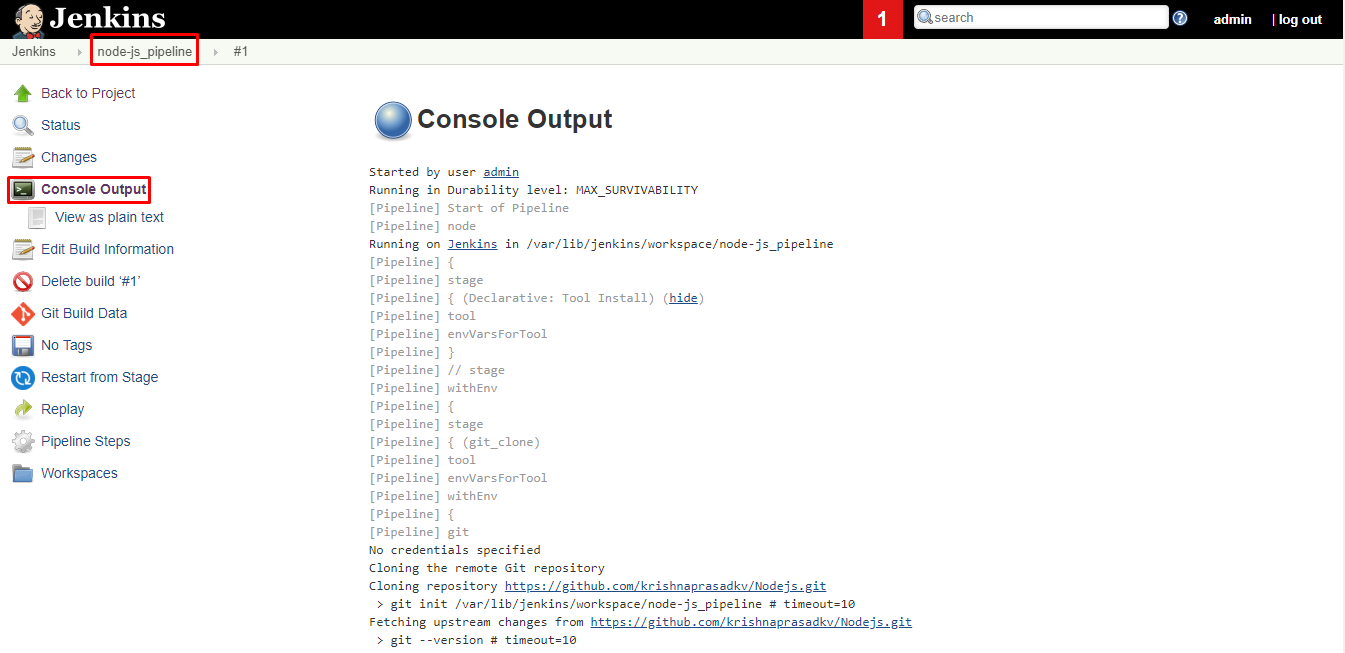 Jenkins
1
search
admin
| log out
Jenkins
node-js_pipeline
#1
Back to Project
Status
Changes
Console Output
View as plain text
Edit Build Information
Delete build ‘#1’
Git Build Data
No Tags
Restart from Stage
Replay
Pipeline Steps
Workspaces
Console Output
Started by user admin
Running in Durability level: MAX_SURVIVABILITY
[Pipeline] Start of Pipeline
[Pipeline] node
Running on Jenkins in /var/lib/jenkins/workspace/node-js_pipeline
[Pipeline] {
[Pipeline] stage
[Pipeline] { (Declarative: Tool Install) (hide)
[Pipeline] tool
[Pipeline] envVarsForTool
[Pipeline] }
[Pipeline] // stage
[Pipeline] withEnv
[Pipeline] {
[Pipeline] stage
[Pipeline] { (git_clone)
[Pipeline] tool
[Pipeline] envVarsForTool
[Pipeline] withEnv
[Pipeline] {
[Pipeline] git
No credentials specified
Cloning the remote Git repository
Cloning repository https://github.com/krishnaprasadkv/Nodejs.git
> git init /var/lib/jenkins/workspace/node-js_pipeline # timeout=10
Fetching upstream changes from https://github.com/krishnaprasadkv/Nodejs.git
> git --version # timeout=10